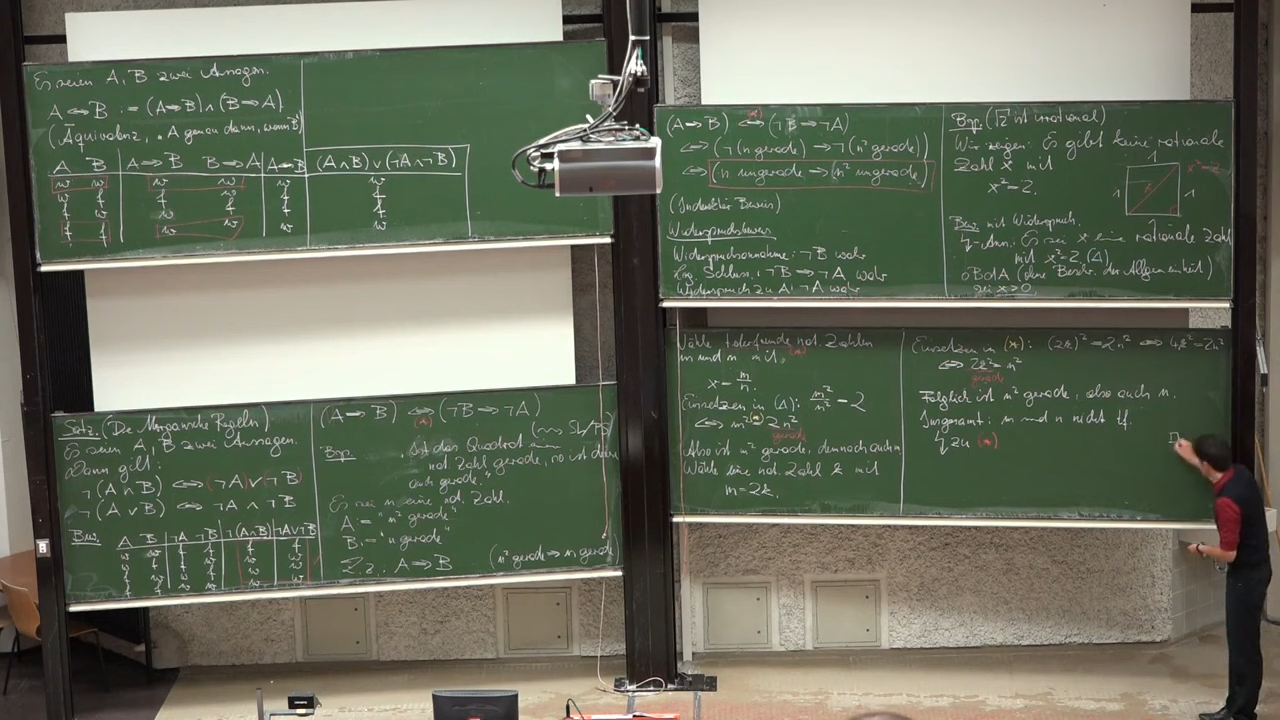 Es seien A, B zwei Aussagen.
A ⇔ B := (A⇒B) ∧ (B⇒A)
(Äquivalenz, „A genau dann, wenn B“)
A B A⇒B B⇒A A⇔B (A∧B)∨(¬A∧¬B)
w w w w w w
w f f w f f
f w w f f f
f f w w w w
Satz: (De Morgansche Regeln)
Es seien A, B zwei Aussagen.
Dann gilt:
¬(A∧B) ⇔ (¬A)∨(¬B)
¬(A∨B) ⇔ ¬A ∧ ¬B
Bew.
A B ¬A ¬B ¬(A∧B) ¬A∨¬B
(A⇒B) ⇔ (¬B⇒¬A)
(*)
Bsp. „Ist das Quadrat einer
nat. Zahl gerade, so ist diese
auch gerade.“
Es sei n eine nat. Zahl.
A = „n² gerade“
B = „n gerade“
Z.z. A⇒B (n² gerade ⇒ n gerade)
(A⇒B) ⇔ (¬B⇒¬A)
(*)
⇔ (¬(n gerade) → ¬(n² gerade))
⇔ (n ungerade ⇒ (n² ungerade)
(Indirekter Beweis)
Widerspruchsbeweis
Widerspruchsannahme: ¬B wahr
Log. Schluss: ¬B ⇒ ¬A wahr
Widerspruch zu A: ¬A wahr
Bsp. (√2 ist irrational)
Wir zeigen: Es gibt keine rationale
Zahl x mit
x²=2.
1 1 1 1 x²=2
Bew. mit Widerspruch.
↯-Ann.: Es sei x eine rationale Zahl
mit x²=2. (Δ)
oBdA (ohne Beschr. der Allgemeinheit)
sei x>0.
Wähle teilerfremde nat. Zahlen
(*)
m und n mit
x = m/n.
Einsetzen in (Δ): m²/n² = 2
⇔ m² = 2n²
(*) gerade
Also ist m² gerade, demnach auch m
Wähle eine nat. Zahl k mit
m=2k.
Einsetzen in (*): (2k)² = 2n² ⇔ 4k²=2n²
⇔ 2k² = n²
gerade
Folglich ist n² gerade, also auch n.
Insgesamt: m und n nicht tf.
↯ zu (*)
□